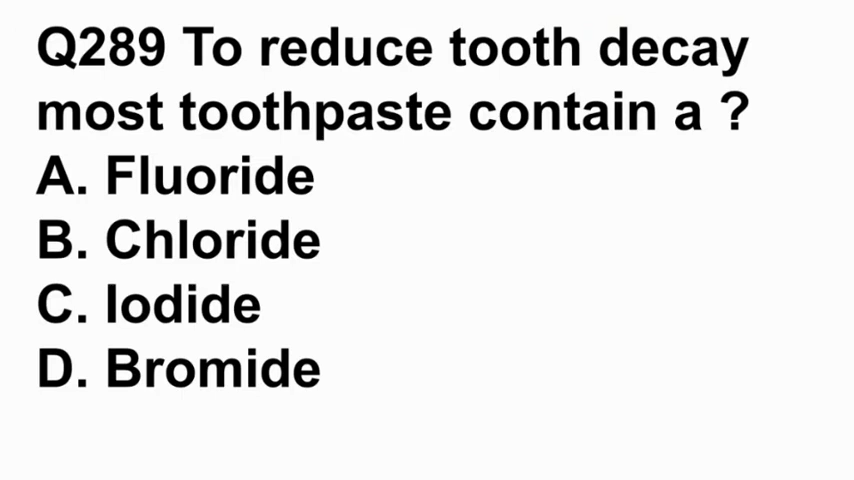 Q289 To reduce tooth decay
most toothpaste contain a ?
A. Fluoride
B. Chloride
C. Iodide
D. Bromide